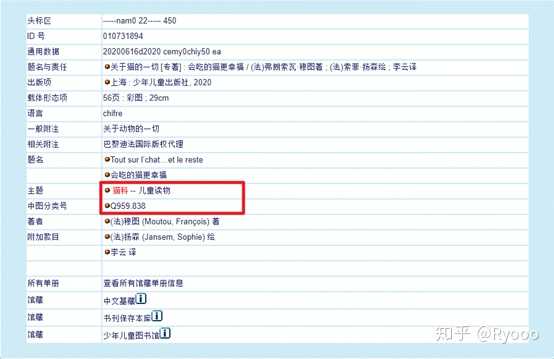 头标区 -----nam0 22----- 450
ID 号 010731894
通用数据 20200616d2020 cemy0chiy50 ea
题名与责任 关于猫的一切 [专著] : 会吃的猫更幸福 / (法)弗朗索瓦·穆图著 ; (法)索菲·扬森绘 ; 李云译
出版项 上海 : 少年儿童出版社, 2020
载体形态项 56页 : 彩图 ; 29cm
语言 chifre
一般附注 关于动物的一切
相关附注 巴黎迪法国际版权代理
题名 Tout sur l'chat...et le reste
会吃的猫更幸福
主题 猫科 -- 儿童读物
中图分类号 Q959.838
著者 (法)穆图 (Moutou, François) 著
附加款目 (法)扬森 (Jansem, Sophie) 绘
李云 译
所有单册 查看所有馆藏单册信息
馆藏 中文基藏
馆藏 书刊保存本库
馆藏 少年儿童图书馆
知乎 @Ryooo